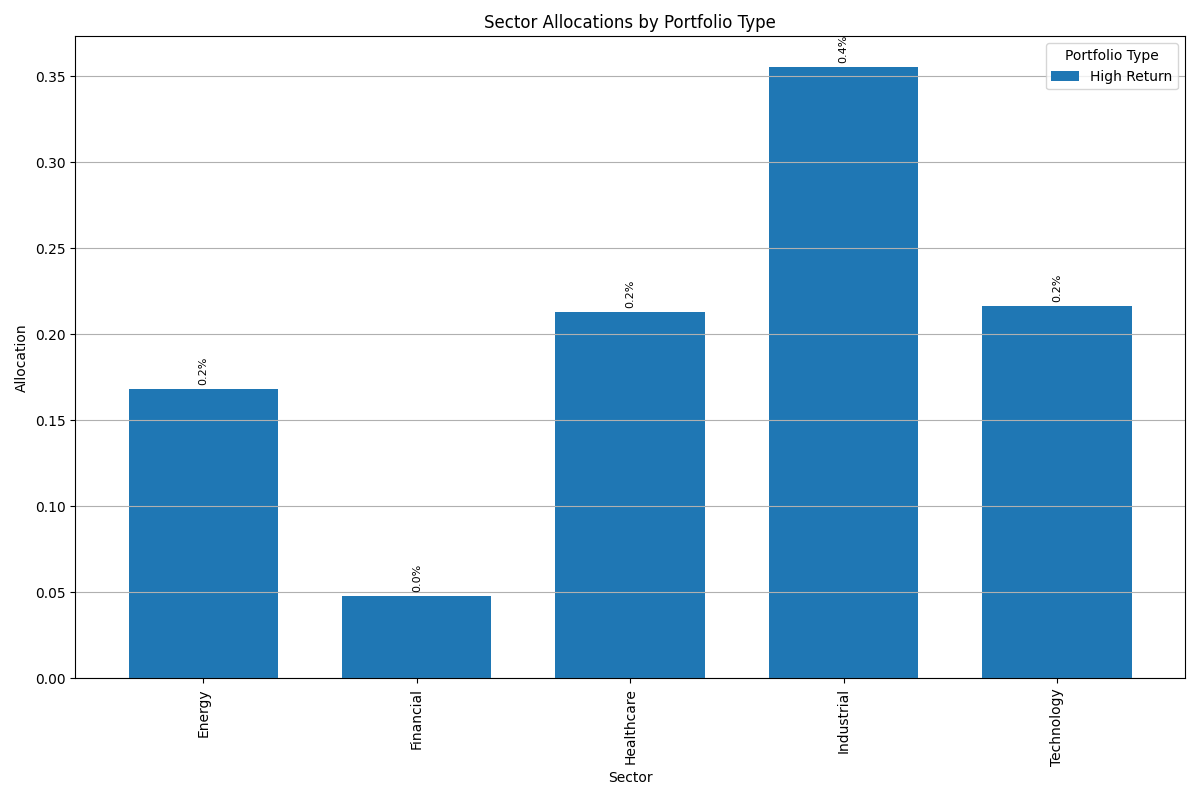 Sector Allocations by Portfolio Type
Portfolio Type
High Return
Allocation
0.35
0.30
0.25
0.20
0.15
0.10
0.05
0.00
0.2%
0.0%
0.2%
0.4%
0.2%
Energy
Financial
Healthcare
Industrial
Technology
Sector